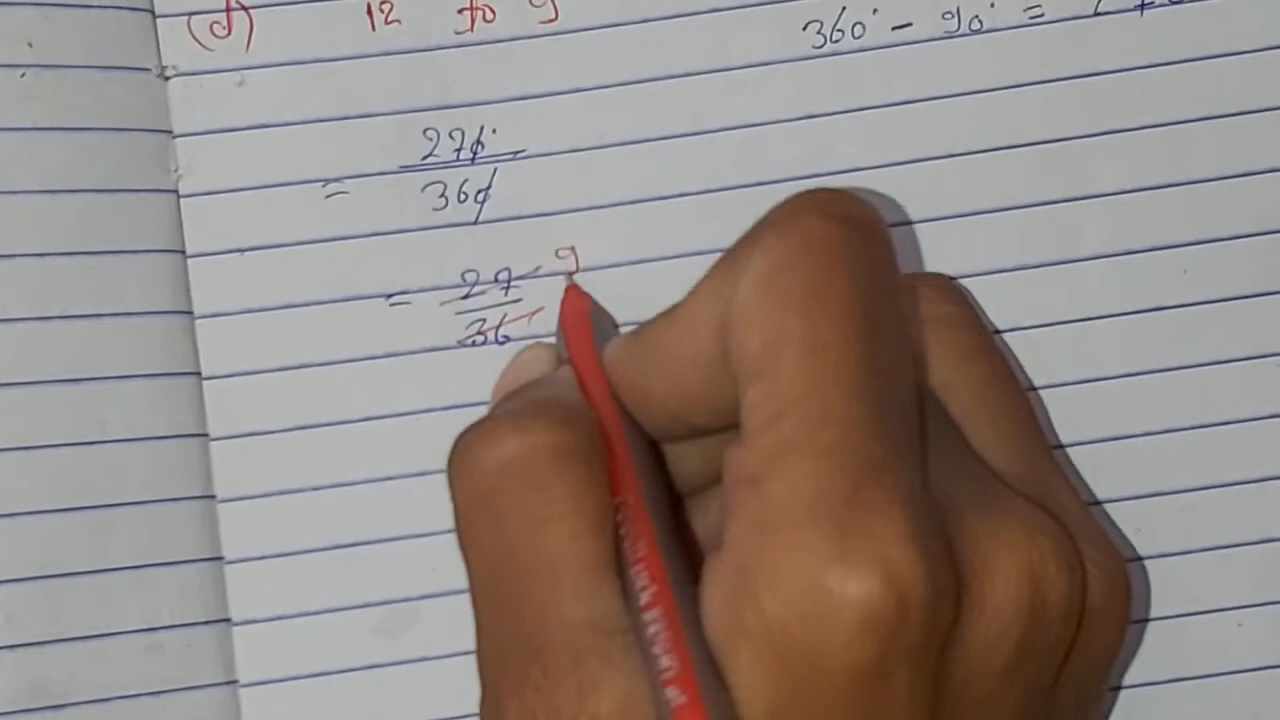 (d) 12 to 9
360° - 90° =
= 270° / 360
= 27 / 36 9